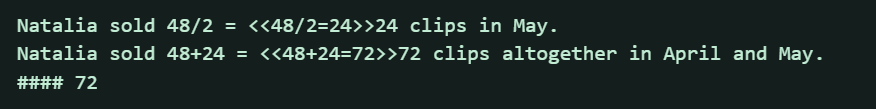 Natalia sold 48/2 = <<48/2=24>>24 clips in May.
Natalia sold 48+24 = <<48+24=72>>72 clips altogether in April and May.
#### 72